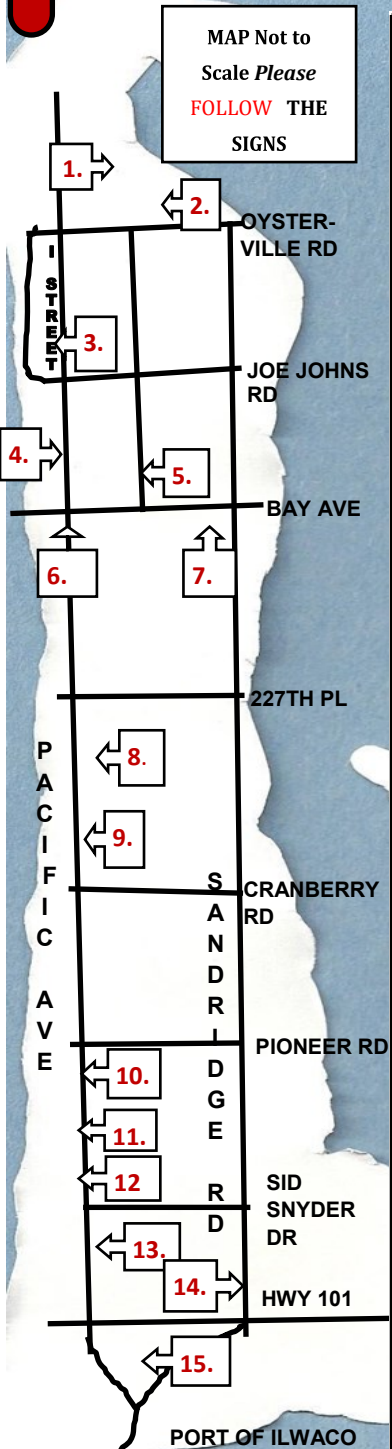 MAP Not to
Scale Please
FOLLOW THE
SIGNS
1.
2.
OYSTER-
VILLE RD
I STREET
3.
JOE JOHNS
RD
4.
5.
BAY AVE
6.
7.
227TH PL
PACIFIC AVE
8.
9.
SANDRIDGE RD
CRANBERRY
RD
PIONEER RD
10.
11.
12
SID
SNYDER
DR
13.
14.
HWY 101
15.
PORT OF ILWACO